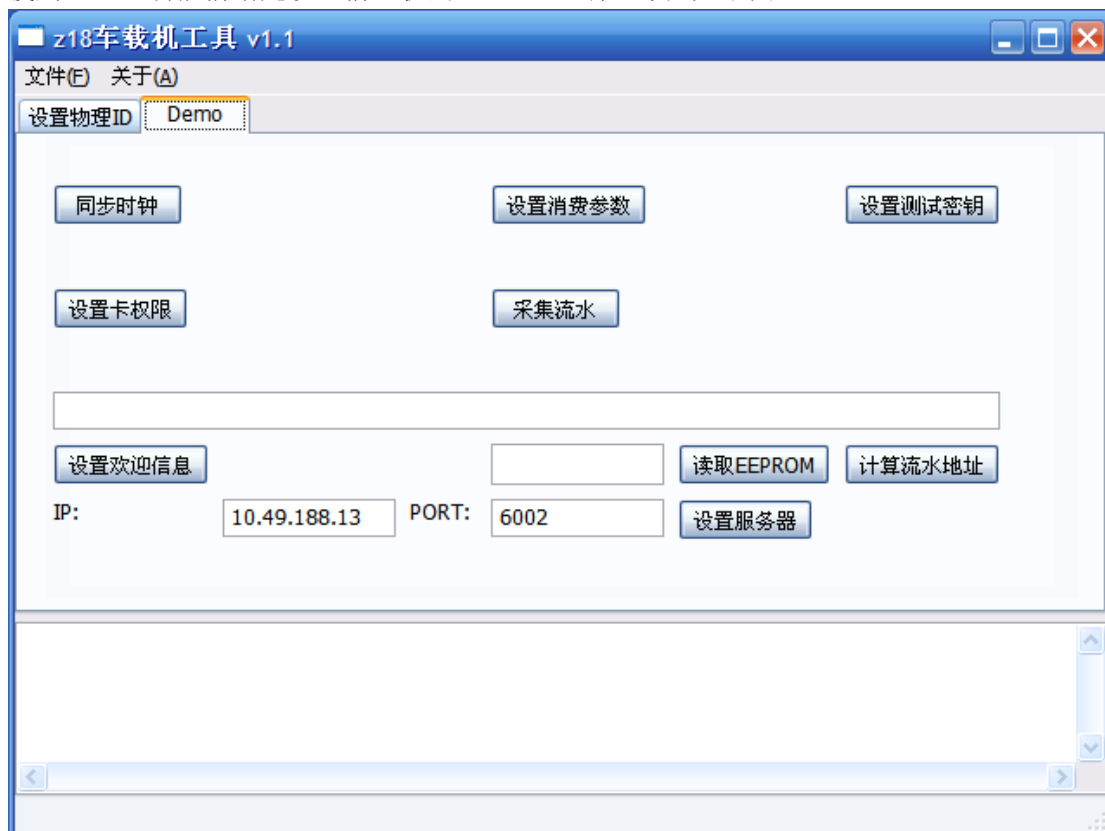 z18车载机工具 v1.1
文件(F) 关于(A)
设置物理ID Demo
同步时钟 设置消费参数 设置测试密钥
设置卡权限 采集流水
设置欢迎信息 读取EEPROM 计算流水地址
IP: 10.49.188.13 PORT: 6002 设置服务器